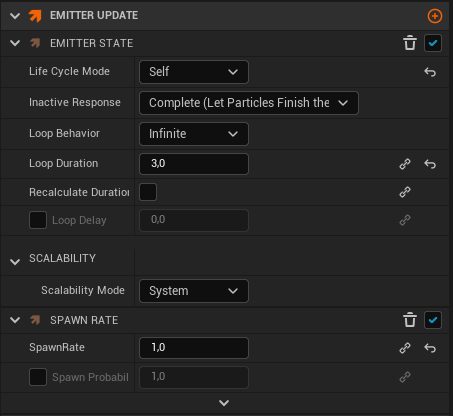 EMITTER UPDATE
EMITTER STATE
Life Cycle Mode Self
Inactive Response Complete (Let Particles Finish the
Loop Behavior Infinite
Loop Duration 3,0
Recalculate Duration
Loop Delay 0,0
SCALABILITY
Scalability Mode System
SPAWN RATE
SpawnRate 1,0
Spawn Probabil 1,0